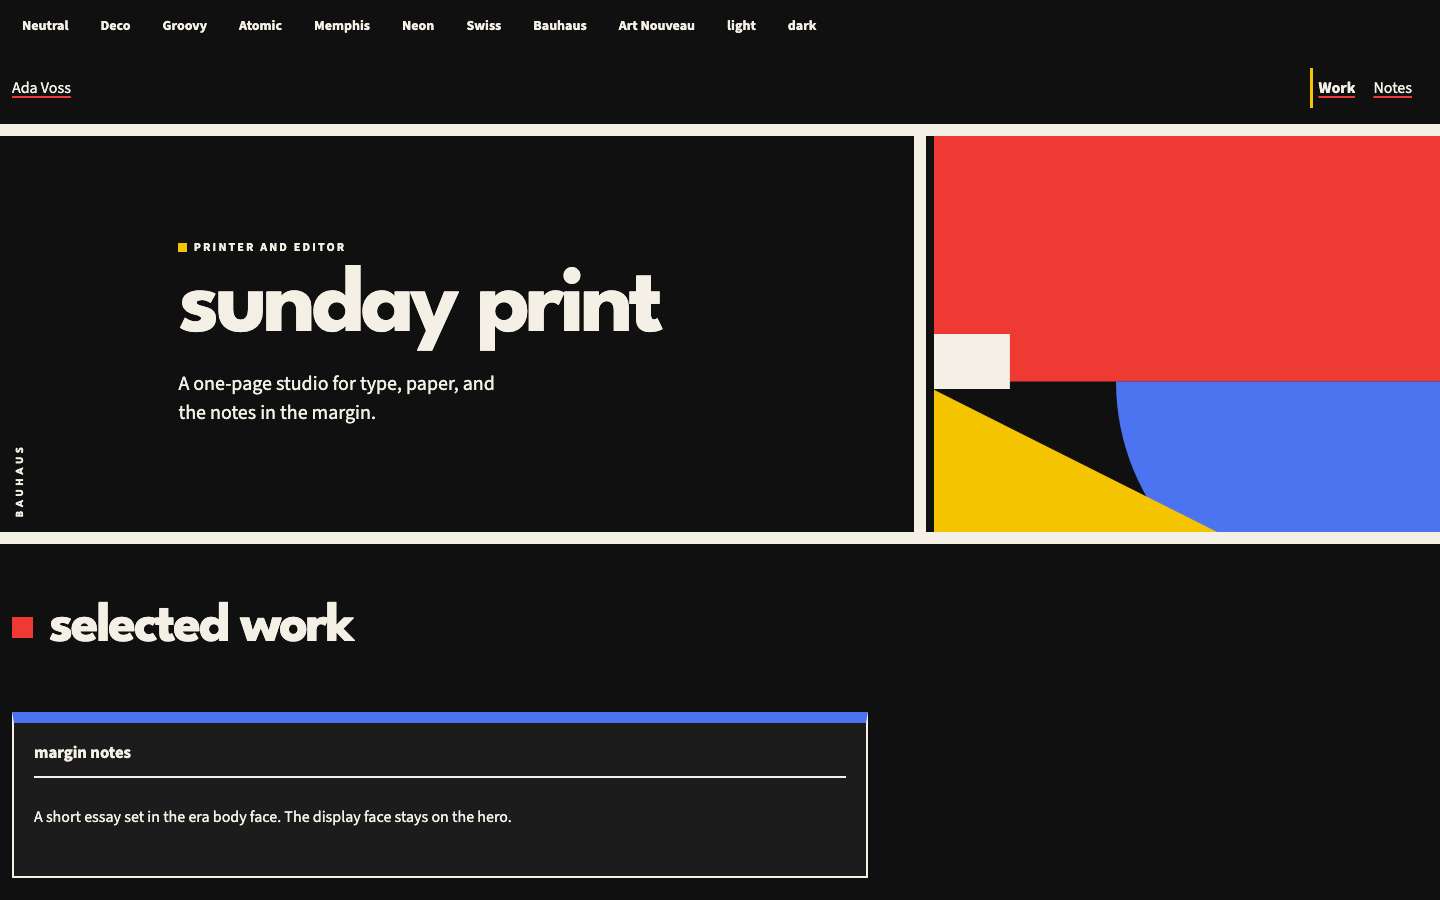 Neutral Deco Groovy Atomic Memphis Neon Swiss Bauhaus Art Nouveau light dark
Ada Voss
Work Notes
PRINTER AND EDITOR
sunday print
A one-page studio for type, paper, and
the notes in the margin.
BAUHAUS
selected work
margin notes
A short essay set in the era body face. The display face stays on the hero.